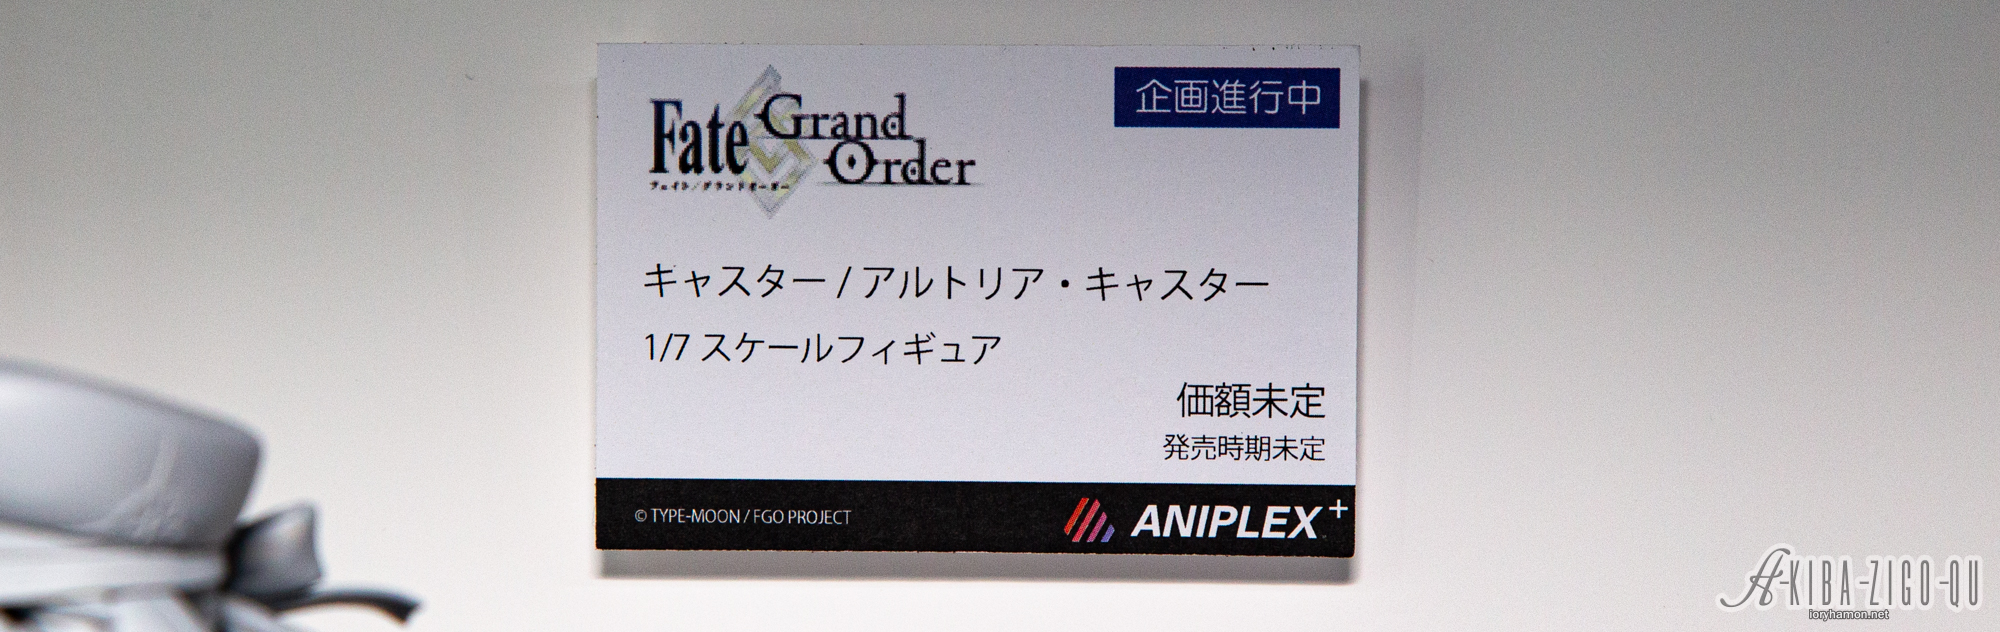 企画進行中
Fate Grand Order
フェイト/グランドオーダー
キャスター / アルトリア・キャスター
1/7 スケールフィギュア
価額未定
発売時期未定
© TYPE-MOON / FGO PROJECT
ANIPLEX+
A-KIBA-ZIGO-QU
ioryhamon.net